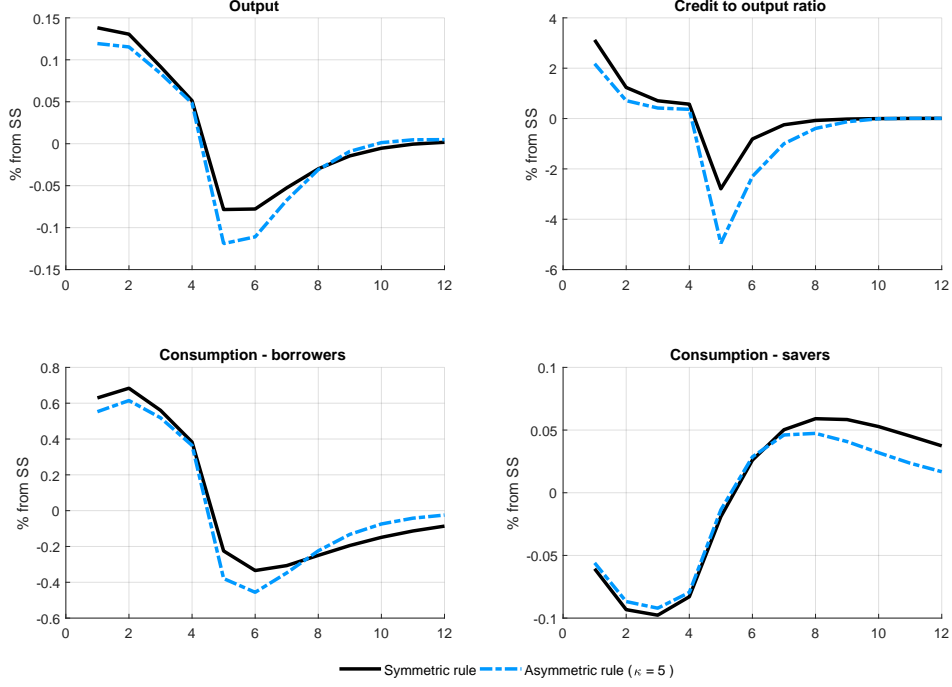 Output
% from SS
0.15
0.1
0.05
0
-0.05
-0.1
-0.15
0 2 4 6 8 10 12
Credit to output ratio
% from SS
4
2
0
-2
-4
-6
0 2 4 6 8 10 12
Consumption - borrowers
% from SS
0.8
0.6
0.4
0.2
0
-0.2
-0.4
-0.6
0 2 4 6 8 10 12
Consumption - savers
% from SS
0.1
0.05
0
-0.05
-0.1
0 2 4 6 8 10 12
Symmetric rule Asymmetric rule ( κ = 5 )